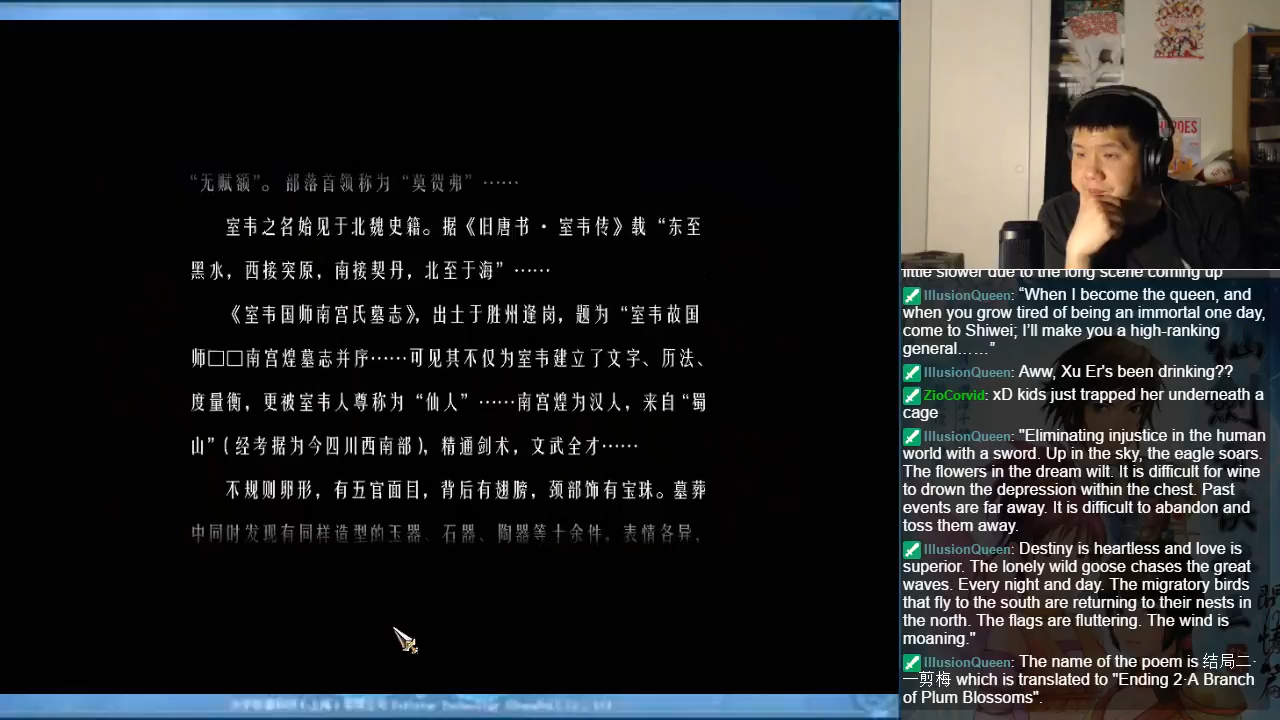 “无赋额”。部落首领称为“莫贺弗”……
室韦之名始见于北魏史籍。据《旧唐书·室韦传》载“东至
黑水，西接突原，南接契丹，北至于海”……
《室韦国师南宫氏墓志》，出土于胜州逢岗，题为“室韦故国
师□□南宫煌墓志并序……可见其不仅为室韦建立了文字、历法、
度量衡，更被室韦人尊称为“仙人”……南宫煌为汉人，来自“蜀
山”（经考据为今四川西南部），精通剑术，文武全才……
不规则卵形，有五官面目，背后有翅膀，颈部饰有宝珠。墓葬
中同时发现有同样造型的玉器、石器、陶器等十余件，表情各异，
HEROES
little slower due to the long scene coming up
IllusionQueen: “When I become the queen, and
when you grow tired of being an immortal one day,
come to Shiwei; I’ll make you a high-ranking
general……”
IllusionQueen: Aww, Xu Er's been drinking??
ZioCorvid: xD kids just trapped her underneath a
cage
IllusionQueen: "Eliminating injustice in the human
world with a sword. Up in the sky, the eagle soars.
The flowers in the dream wilt. It is difficult for wine
to drown the depression within the chest. Past
events are far away. It is difficult to abandon and
toss them away.
IllusionQueen: Destiny is heartless and love is
superior. The lonely wild goose chases the great
waves. Every night and day. The migratory birds
that fly to the south are returning to their nests in
the north. The flags are fluttering. The wind is
moaning."
IllusionQueen: The name of the poem is 结局二·
一剪梅 which is translated to "Ending 2·A Branch
of Plum Blossoms".